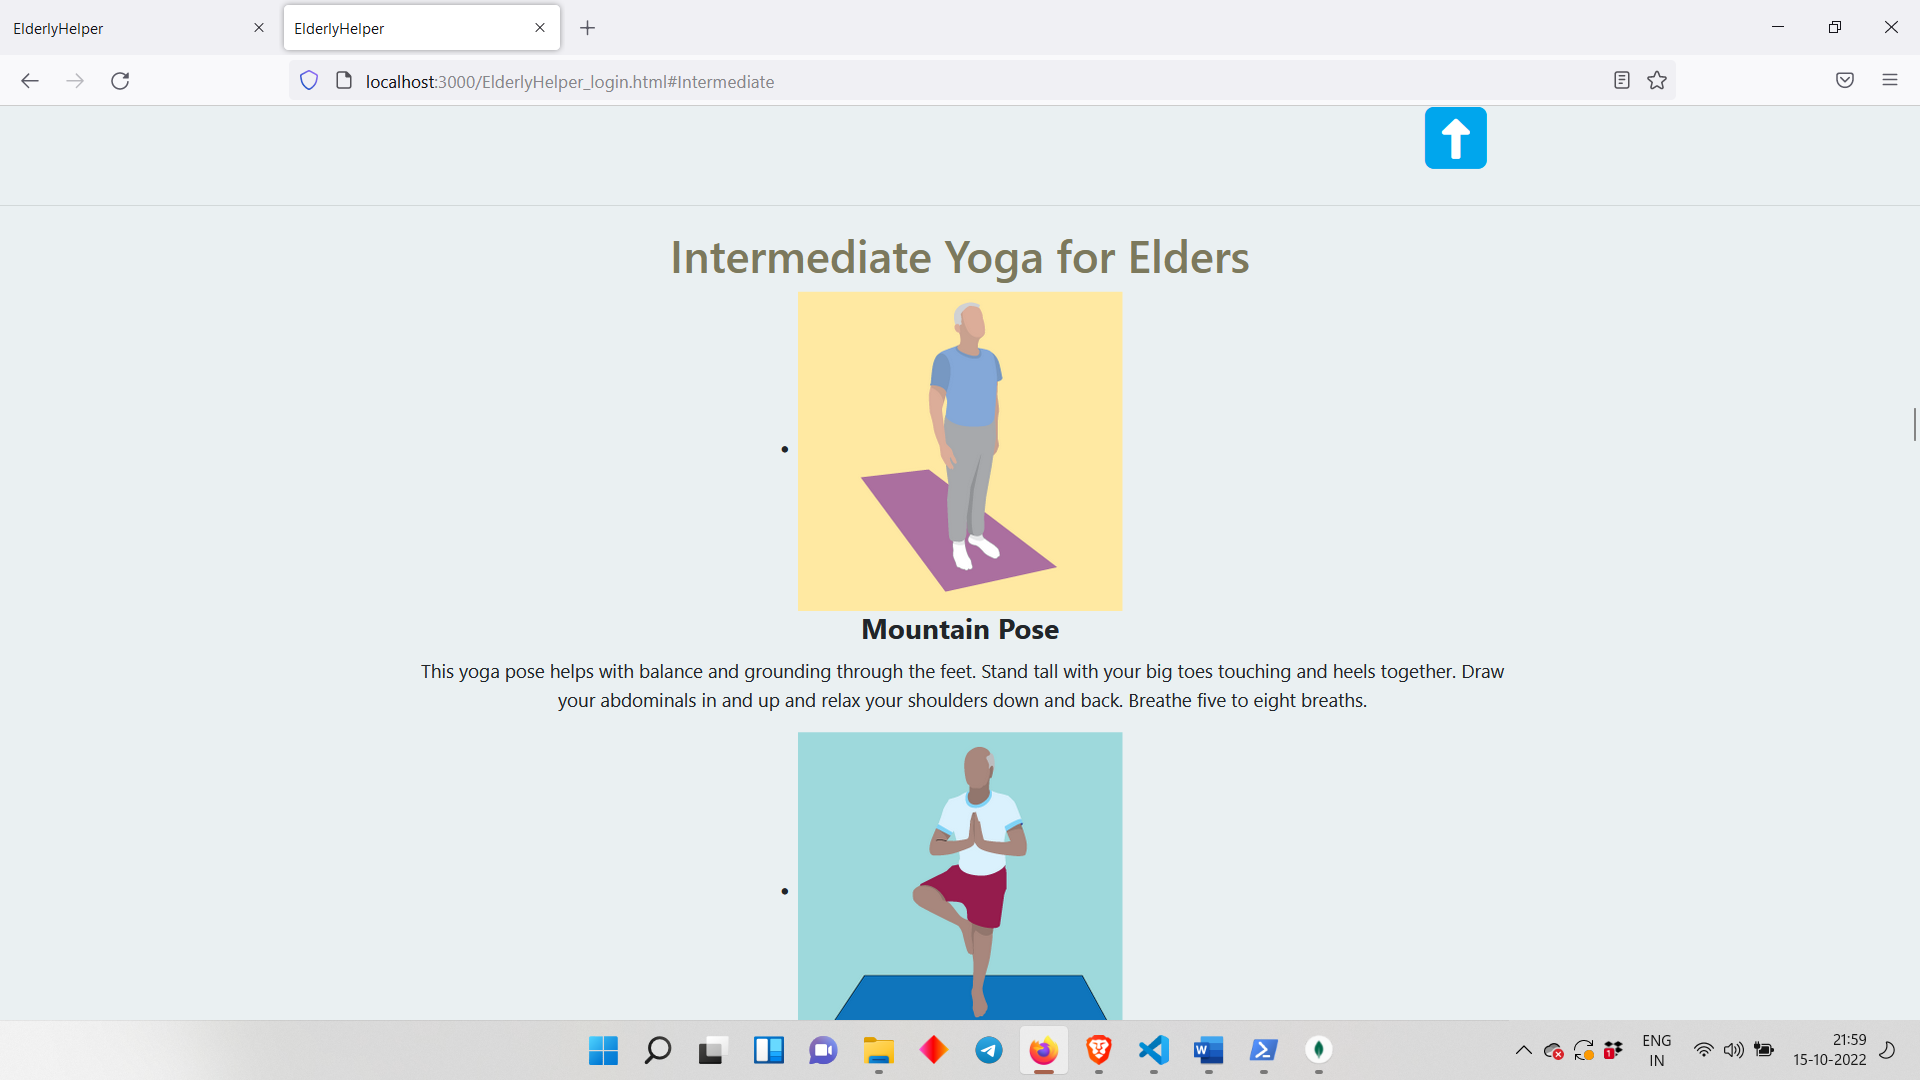 ElderlyHelper
ElderlyHelper
localhost:3000/ElderlyHelper_login.html#Intermediate
Intermediate Yoga for Elders
Mountain Pose
This yoga pose helps with balance and grounding through the feet. Stand tall with your big toes touching and heels together. Draw
your abdominals in and up and relax your shoulders down and back. Breathe five to eight breaths.
W
1
ENG
IN
21:59
15-10-2022